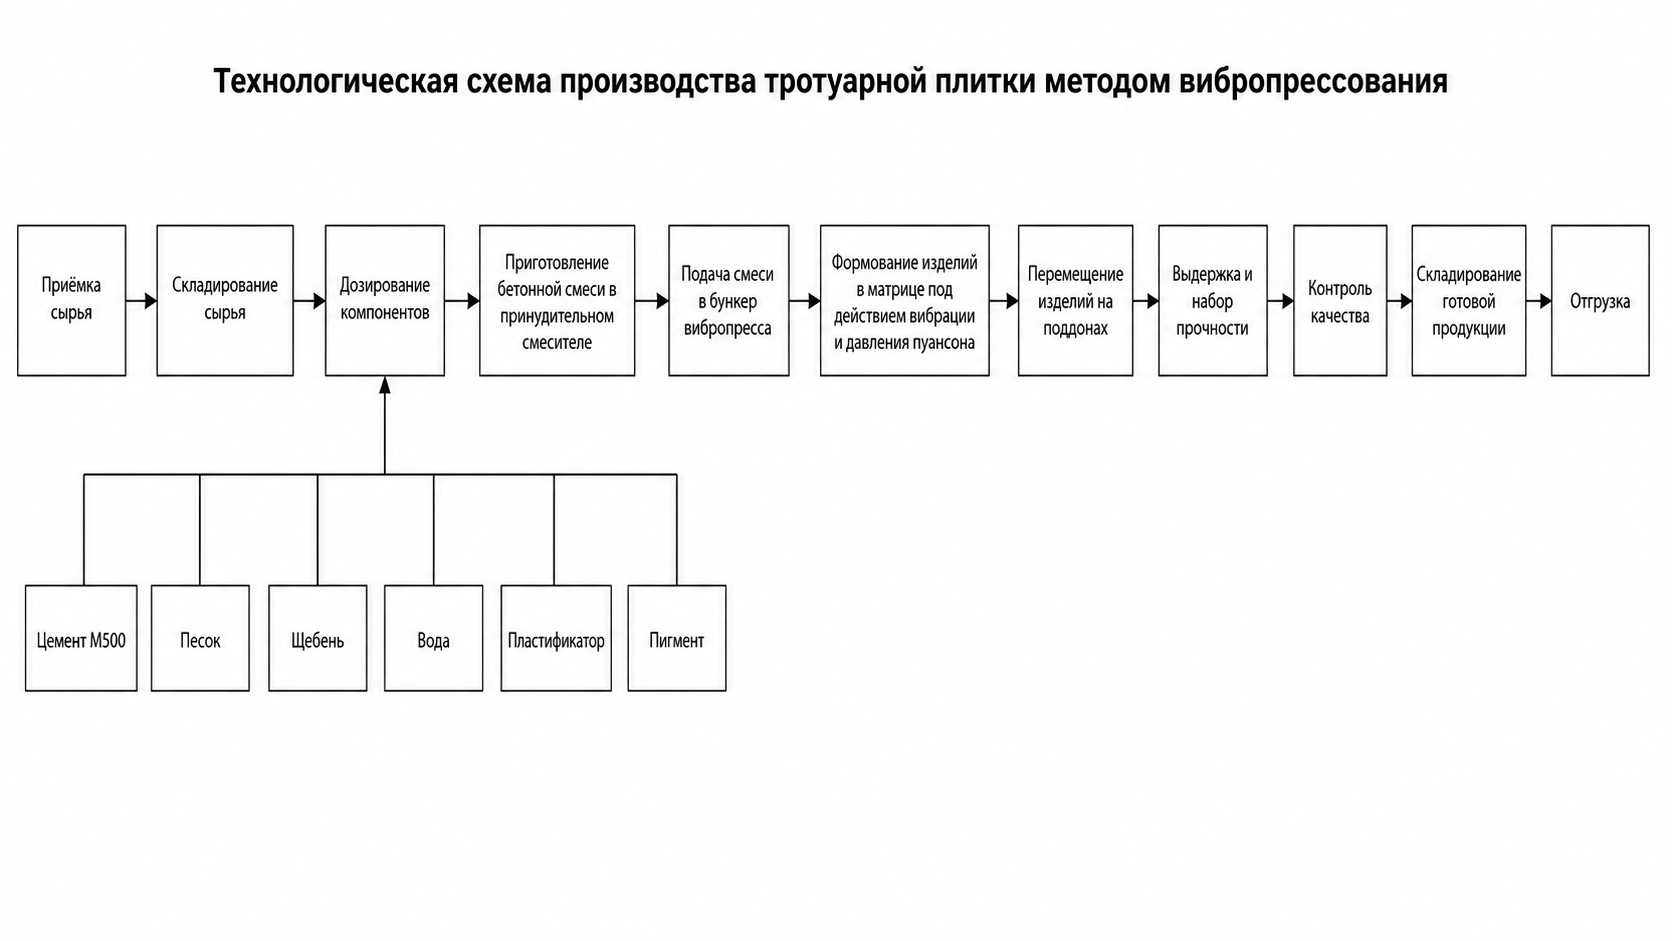 Технологическая схема производства тротуарной плитки методом вибропрессования
Приёмка
сырья
Складирование
сырья
Дозирование
компонентов
Приготовление
бетонной смеси в
принудительном
смесителе
Подача смеси
в бункер
вибропресса
Формование изделий
в матрице под
действием вибрации
и давления пуансона
Перемещение
изделий на
поддонах
Выдержка и
набор
прочности
Контроль
качества
Складирование
готовой
продукции
Отгрузка
Цемент М500
Песок
Щебень
Вода
Пластификатор
Пигмент